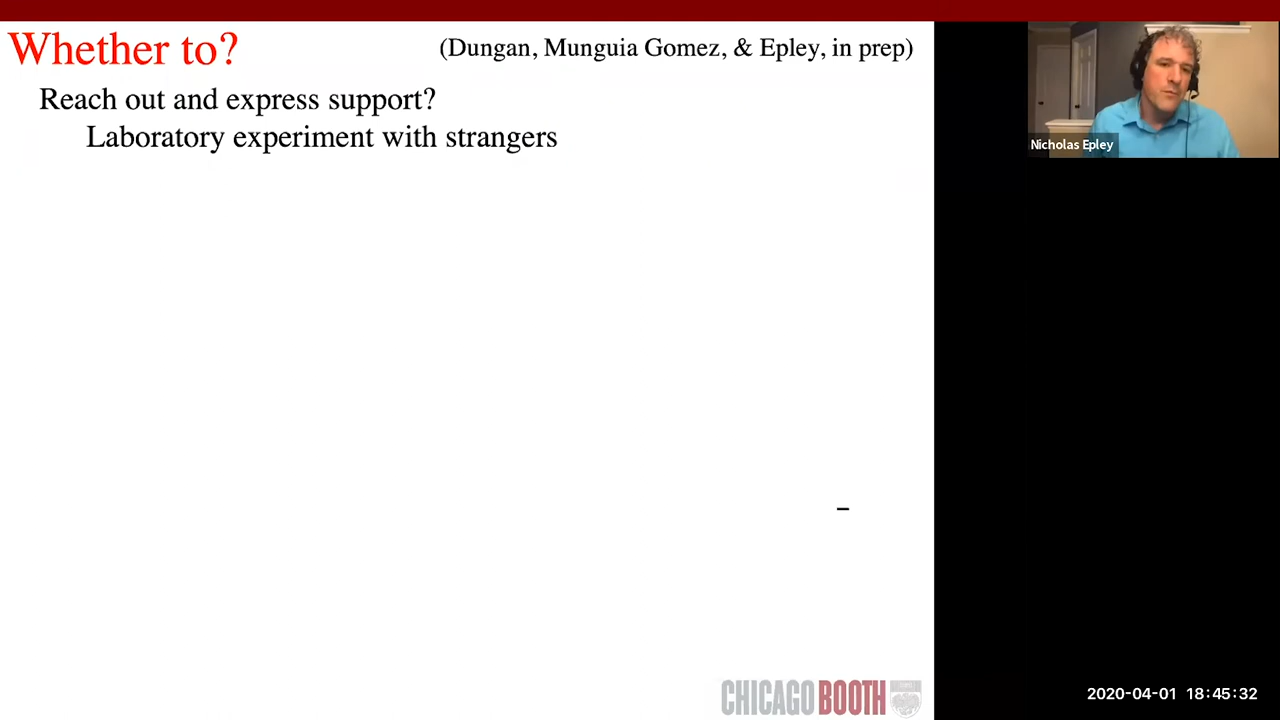 Whether to?
(Dungan, Munguia Gomez, & Epley, in prep)
Reach out and express support?
Laboratory experiment with strangers
Nicholas Epley
CHICAGO BOOTH
2020-04-01 18:45:32